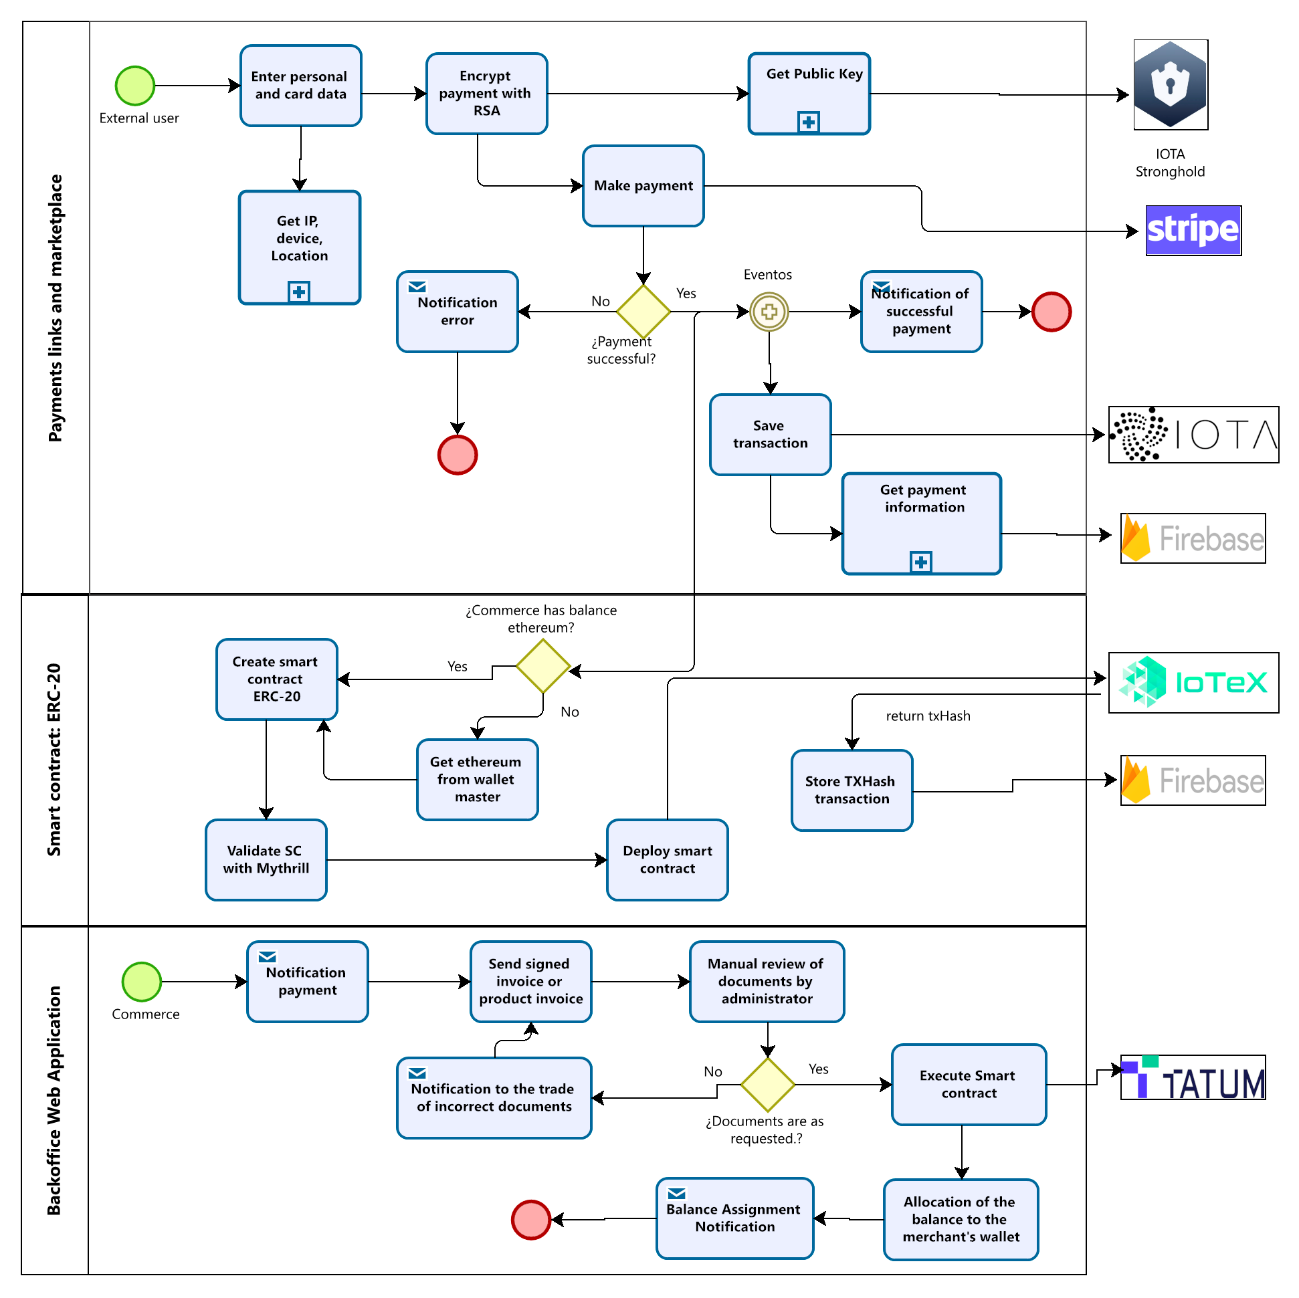 Payments links and marketplace
External user
Enter personal
and card data
Encrypt
payment with
RSA
Get Public Key
IOTA
Stronghold
Get IP,
device,
Location
Make payment
stripe
Notification
error
No
Yes
¿Payment
successful?
Eventos
Notification of
successful
payment
Save
transaction
IOTA
Get payment
information
Firebase
Smart contract: ERC-20
¿Commerce has balance
ethereum?
Create smart
contract
ERC-20
Yes
No
Get ethereum
from wallet
master
IoTeX
return txHash
Store TXHash
transaction
Firebase
Validate SC
with Mythrill
Deploy smart
contract
Backoffice Web Application
Commerce
Notification
payment
Send signed
invoice or
product invoice
Manual review of
documents by
administrator
Notification to the trade
of incorrect documents
No
Yes
¿Documents are as
requested.?
Execute Smart
contract
TATUM
Balance Assignment
Notification
Allocation of the
balance to the
merchant's wallet